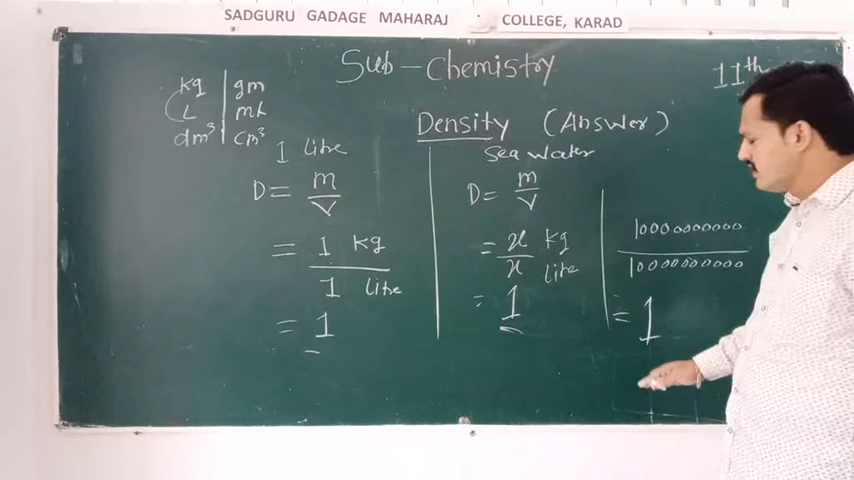 SADGURU GADAGE MAHARAJ COLLEGE, KARAD
Sub - Chemistry
11th
kg | gm
L | mL
dm³ | cm³
Density (Answer)
1 litre
D = m/V
= 1 kg / 1 litre
= 1
Sea water
D = m/V
= x kg / x litre
= 1
10000000000
10000000000
= 1